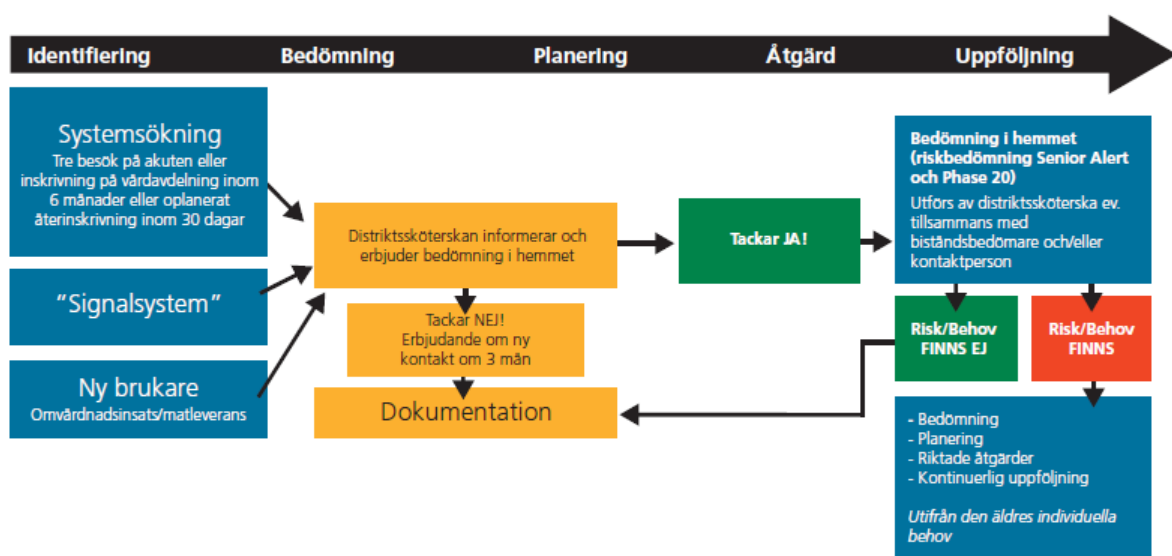 Identifiering Bedömning Planering Åtgärd Uppföljning
Systemsökning
Tre besök på akuten eller
inskrivning på vårdavdelning inom
6 månader eller oplanerat
återinskrivning inom 30 dagar
"Signalsystem"
Ny brukare
Omvårdnadsinsats/matleverans
Distriktssköterskan informerar och
erbjuder bedömning i hemmet
Tackar NEJ!
Erbjudande om ny
kontakt om 3 mån
Dokumentation
Tackar JA!
Bedömning i hemmet
(riskbedömning Senior Alert
och Phase 20)
Utförs av distriktssköterska ev.
tillsammans med
biståndsbedömare och/eller
kontaktperson
Risk/Behov
FINNS EJ
Risk/Behov
FINNS
- Bedömning
- Planering
- Riktade åtgärder
- Kontinuerlig uppföljning
Utifrån den äldres individuella
behov